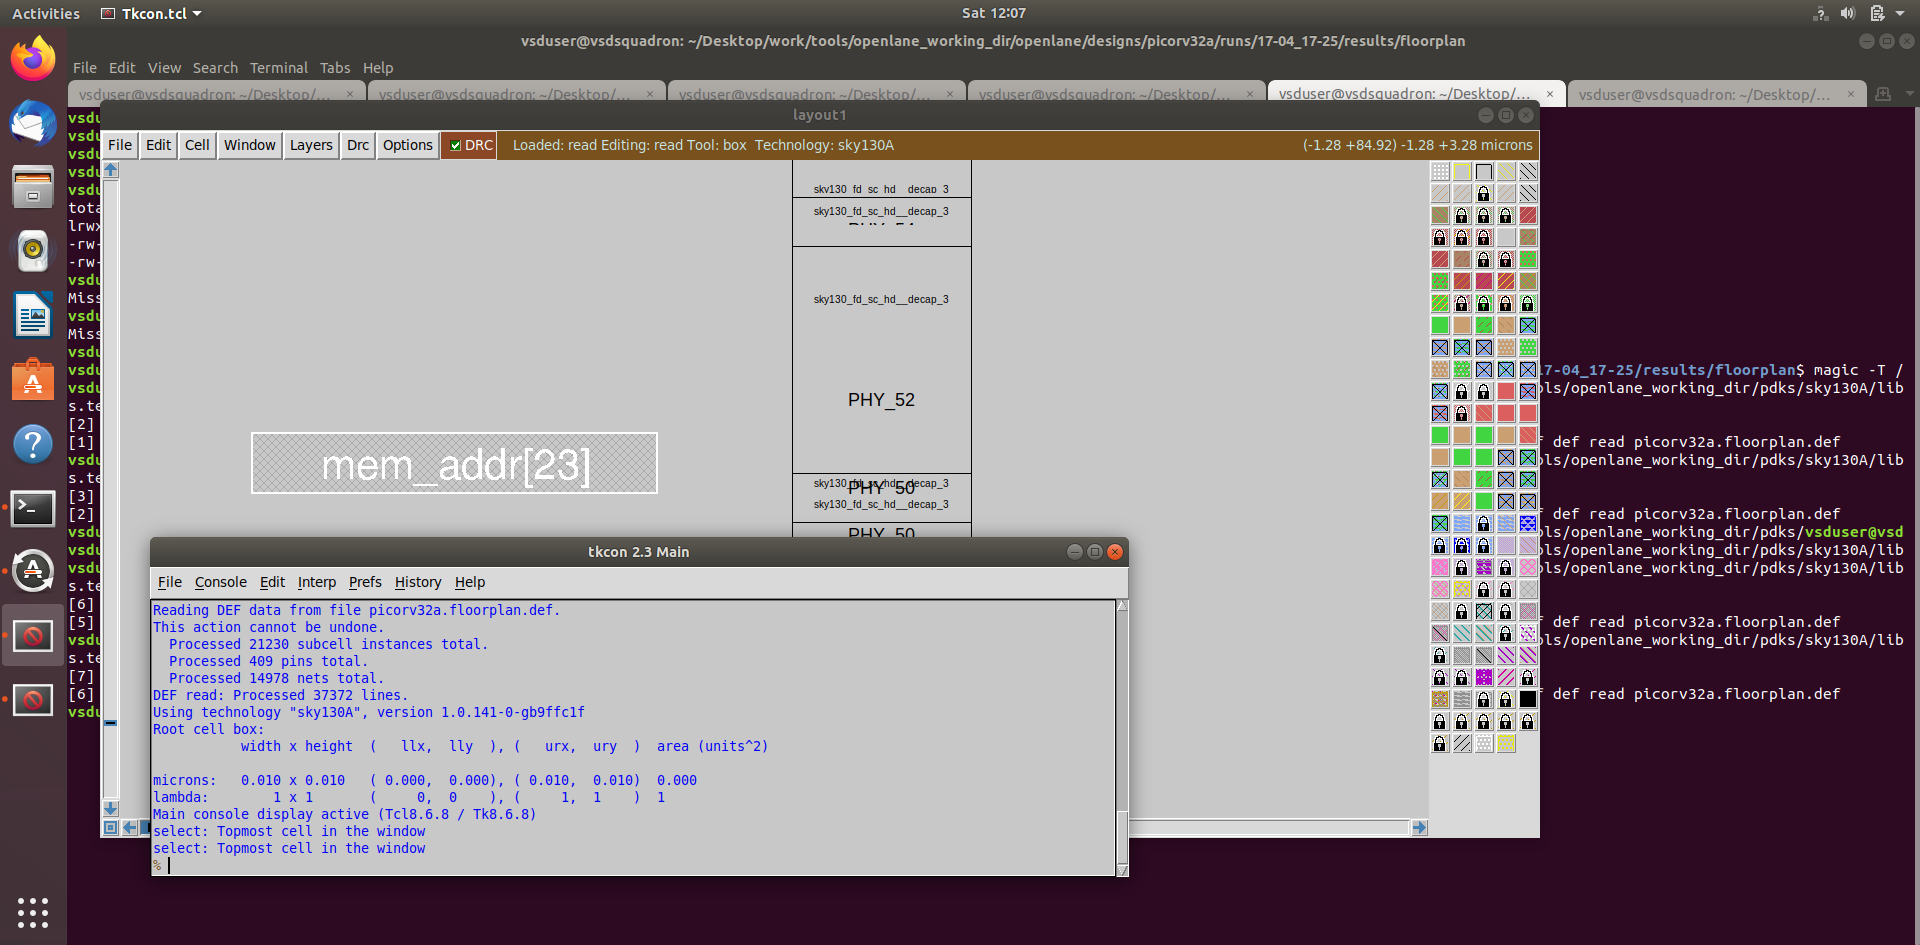 Activities
Tkcon.tcl
Sat 12:07
vsduser@vsdsquadron: ~/Desktop/work/tools/openlane_working_dir/openlane/designs/picorv32a/runs/17-04_17-25/results/floorplan
File Edit View Search Terminal Tabs Help
vsduser@vsdsquadron: ~/Desktop/... × vsduser@vsdsquadron: ~/Desktop/... × vsduser@vsdsquadron: ~/Desktop/... × vsduser@vsdsquadron: ~/Desktop/... × vsduser@vsdsquadron: ~/Desktop/... × vsduser@vsdsquadron: ~/Desktop/... ×
layout1
File Edit Cell Window Layers Drc Options DRC Loaded: read Editing: read Tool: box Technology: sky130A (-1.28 +84.92) -1.28 +3.28 microns
vsdu
vsdu
vsdu
vsdu
vsdu
tota
lrwx
-rw-
-rw-
vsdu
Miss
vsdu
Miss
vsdu
vsdu
vsdu
s.te
[2]
[1]
vsdu
s.te
[3]
[2]
vsdu
vsdu
vsdu
s.te
[6]
[5]
vsdu
s.te
[7]
[6]
vsdu
sky130_fd_sc_hd__decap_3
sky130_fd_sc_hd__decap_3
PHY_54
sky130_fd_sc_hd__decap_3
PHY_52
mem_addr[23]
sky130_fd_sc_hd__decap_3
PHY_50
sky130_fd_sc_hd__decap_3
PHY_50
17-04_17-25/results/floorplan$ magic -T /
ols/openlane_working_dir/pdks/sky130A/lib
f def read picorv32a.floorplan.def
ols/openlane_working_dir/pdks/sky130A/lib
f def read picorv32a.floorplan.def
ols/openlane_working_dir/pdks/vsduser@vsd
ols/openlane_working_dir/pdks/sky130A/lib
ols/openlane_working_dir/pdks/sky130A/lib
f def read picorv32a.floorplan.def
ols/openlane_working_dir/pdks/sky130A/lib
f def read picorv32a.floorplan.def
tkcon 2.3 Main
File Console Edit Interp Prefs History Help
Reading DEF data from file picorv32a.floorplan.def.
This action cannot be undone.
Processed 21230 subcell instances total.
Processed 409 pins total.
Processed 14978 nets total.
DEF read: Processed 37372 lines.
Using technology "sky130A", version 1.0.141-0-gb9ffc1f
Root cell box:
width x height ( llx, lly ), ( urx, ury ) area (units^2)
microns: 0.010 x 0.010 ( 0.000, 0.000), ( 0.010, 0.010) 0.000
lambda: 1 x 1 ( 0, 0 ), ( 1, 1 ) 1
Main console display active (Tcl8.6.8 / Tk8.6.8)
select: Topmost cell in the window
select: Topmost cell in the window
%